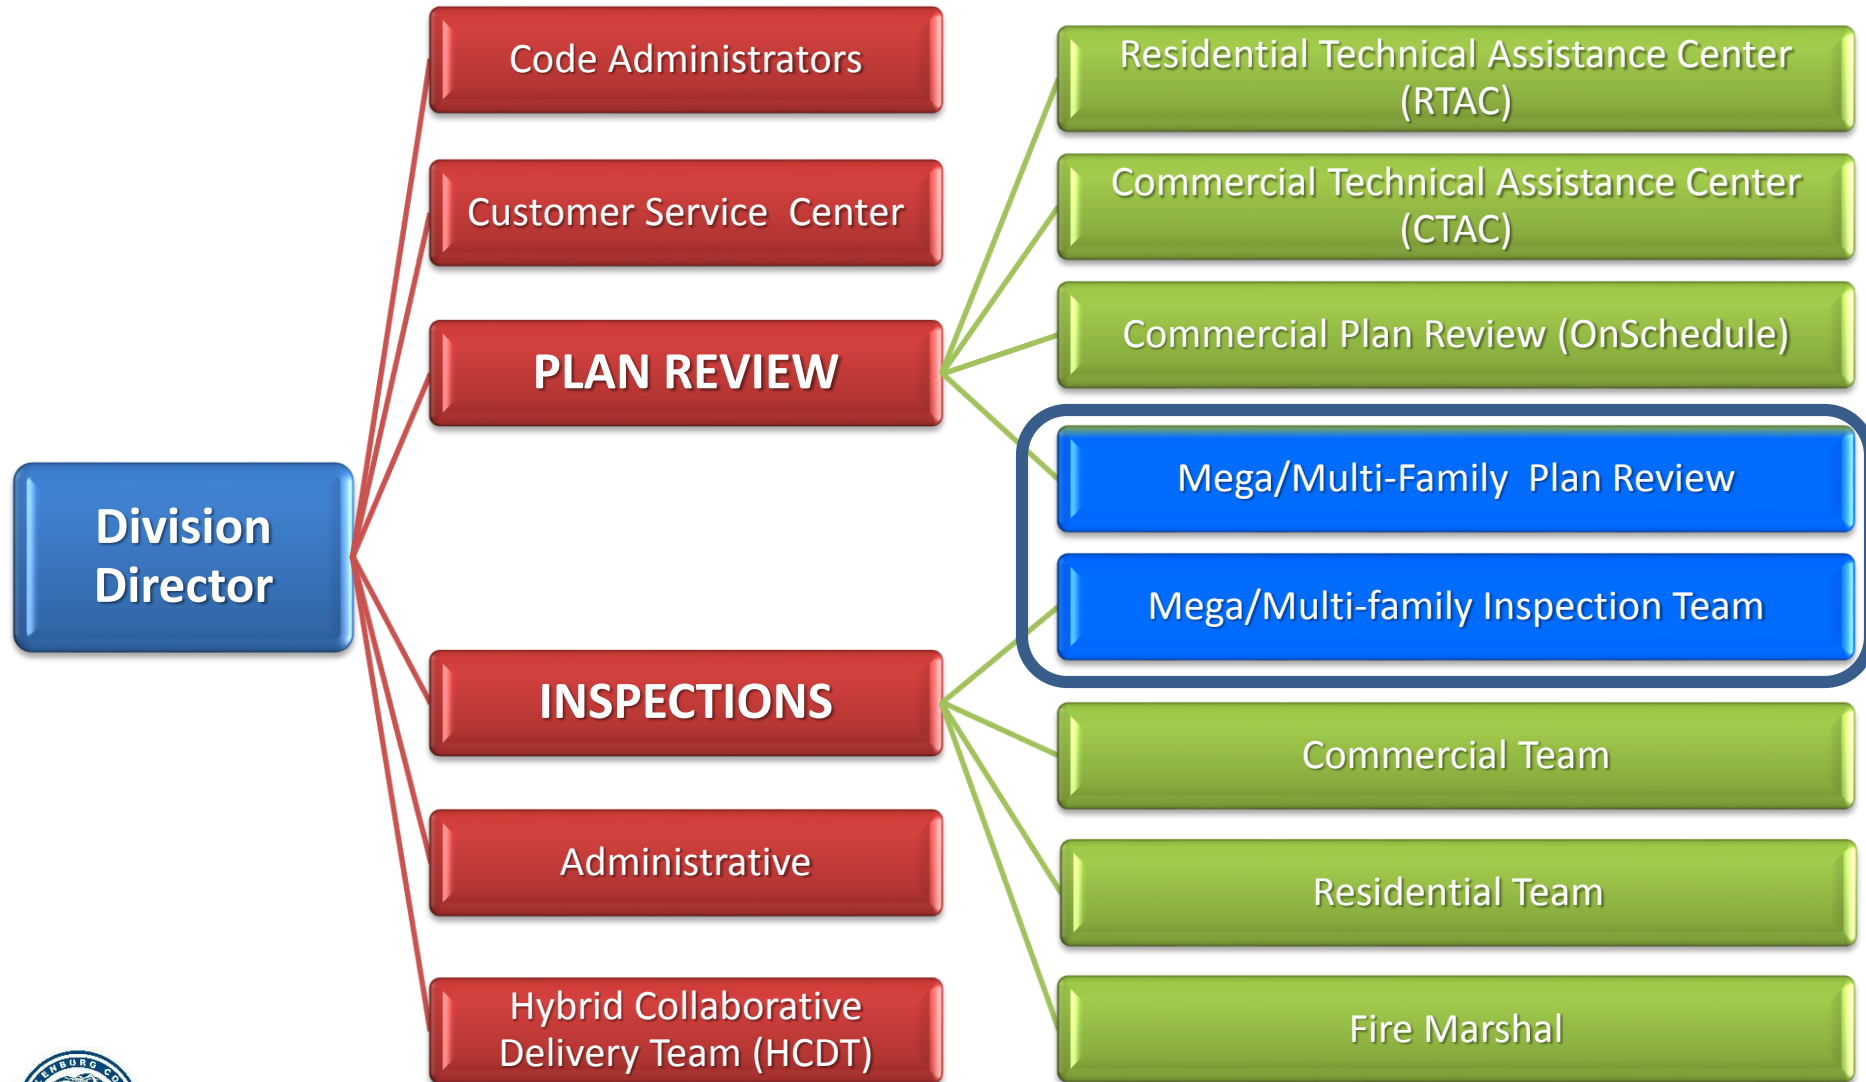 Code Administrators
Customer Service Center
PLAN REVIEW
Division
Director
INSPECTIONS
Administrative
Hybrid Collaborative
Delivery Team (HCDT)
Residential Technical Assistance Center
(RTAC)
Commercial Technical Assistance Center
(CTAC)
Commercial Plan Review (OnSchedule)
Mega/Multi-Family Plan Review
Mega/Multi-family Inspection Team
Commercial Team
Residential Team
Fire Marshal